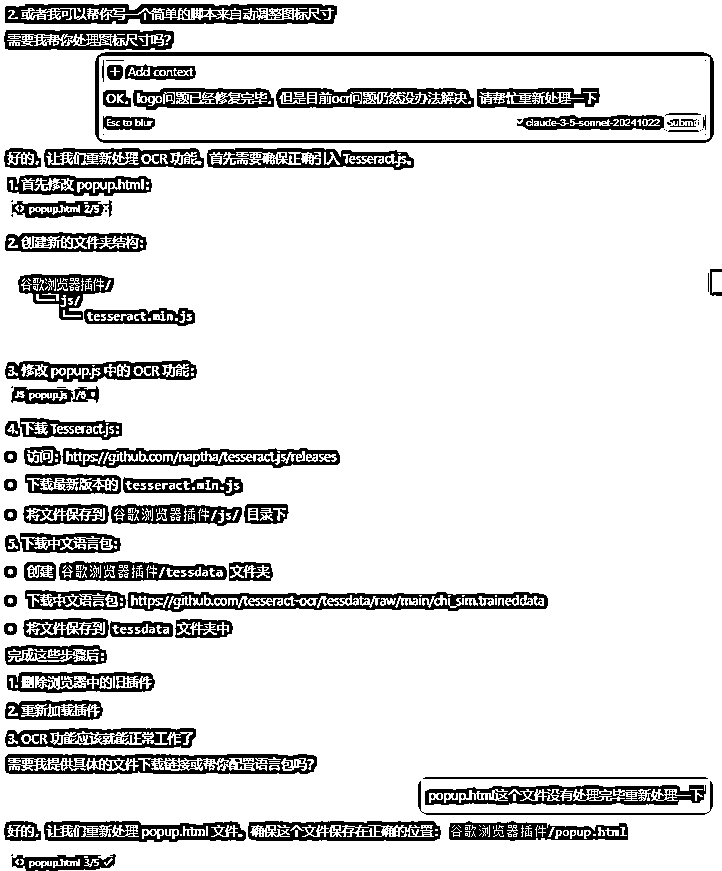 2. 或者我可以帮你写一个简单的脚本来自动调整图标尺寸
需要我帮你处理图标尺寸吗?
+ Add context
OK, logo问题已经修复完毕, 但是目前ocr问题仍然没办法解决, 请帮忙重新处理一下
Esc to blur
claude-3-5-sonnet-20241022 submit
好的, 让我们重新处理 OCR 功能。首先需要确保正确引入 Tesseract.js。
1. 首先修改 popup.html:
<> popup.html 2/5
2. 创建新的文件夹结构:
谷歌浏览器插件/
└── js/
└── tesseract.min.js
3. 修改 popup.js 中的 OCR 功能:
JS popup.js 1/6
4. 下载 Tesseract.js:
访问: https://github.com/naptha/tesseract.js/releases
下载最新版本的 tesseract.min.js
将文件保存到 谷歌浏览器插件/js/ 目录下
5. 下载中文语言包:
创建 谷歌浏览器插件/tessdata 文件夹
下载中文语言包: https://github.com/tesseract-ocr/tessdata/raw/main/chi_sim.traineddata
将文件保存到 tessdata 文件夹中
完成这些步骤后:
1. 删除浏览器中的旧插件
2. 重新加载插件
3. OCR 功能应该就能正常工作了
需要我提供具体的文件下载链接或帮你配置语言包吗?
popup.html这个文件没有处理完毕重新处理一下
好的, 让我们重新处理 popup.html 文件。确保这个文件保存在正确的位置: 谷歌浏览器插件/popup.html
<> popup.html 3/5 ✓